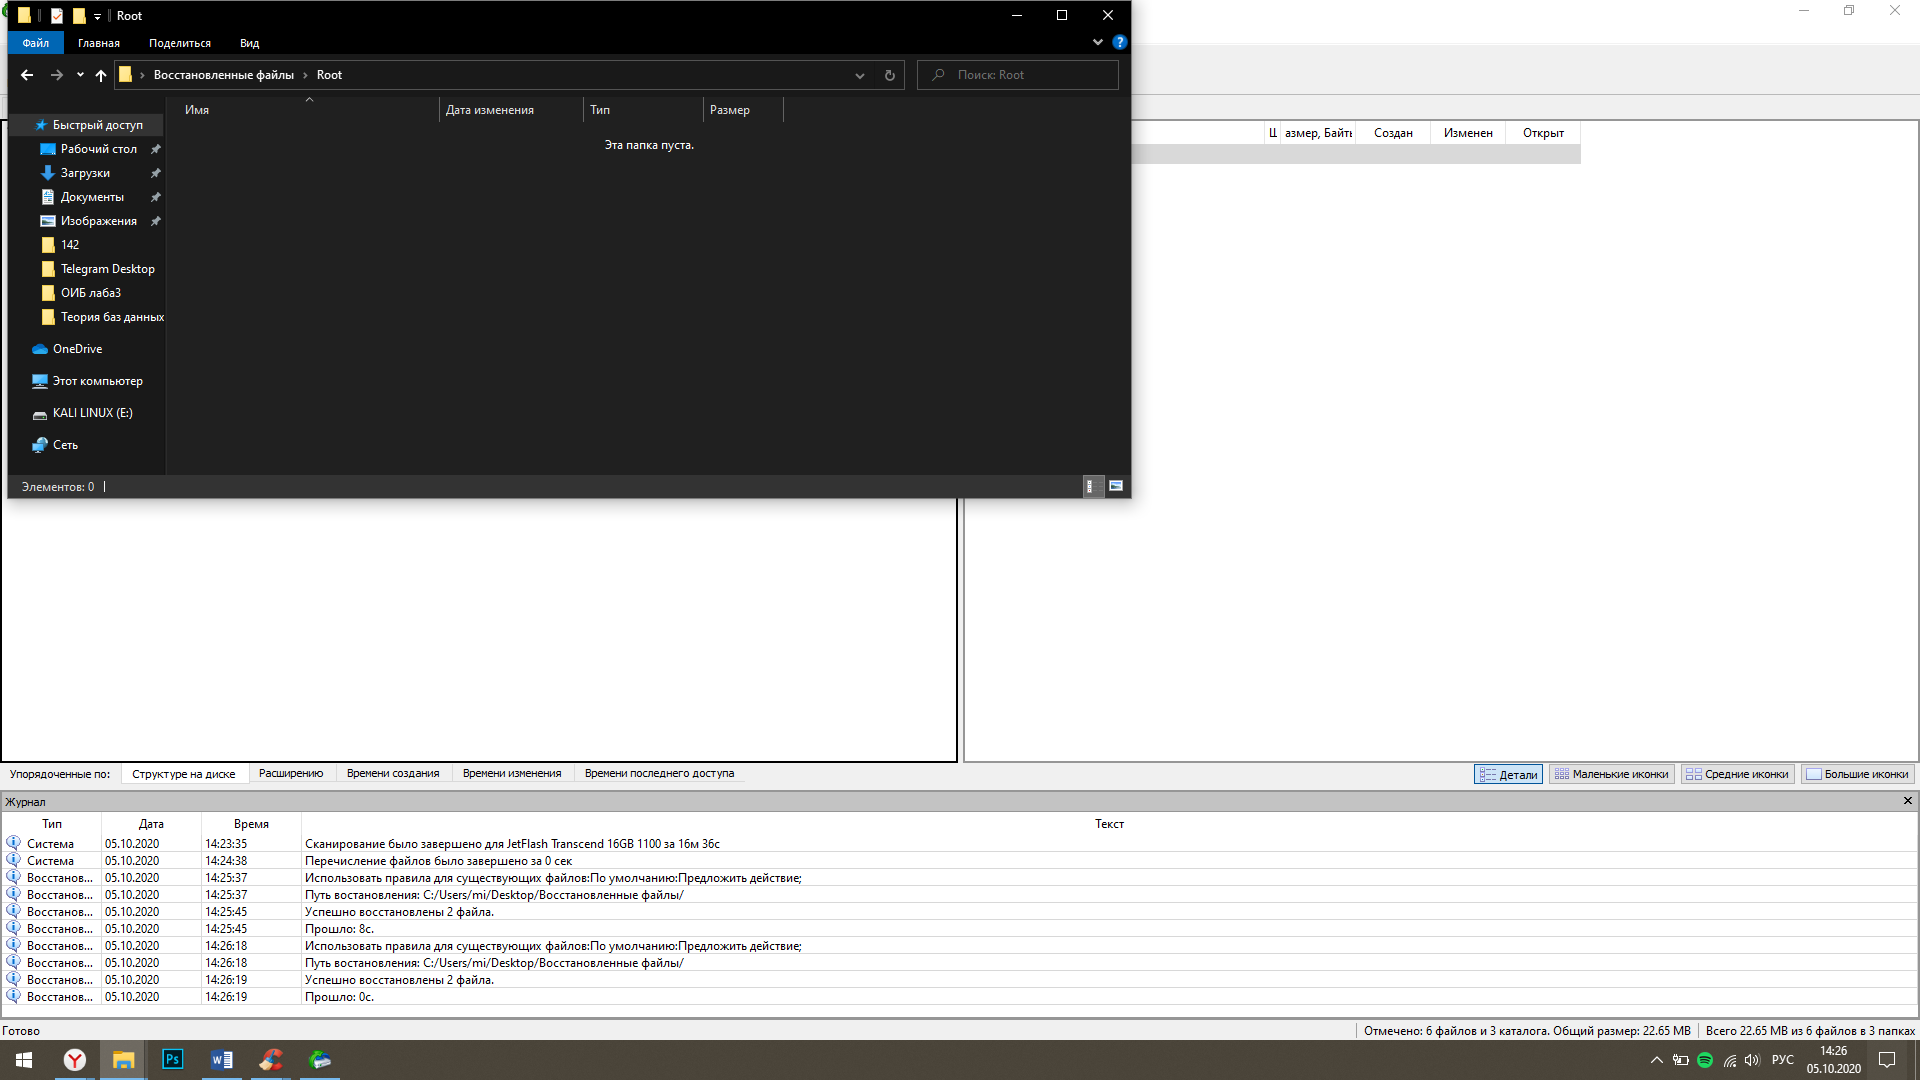 Root
Файл Главная Поделиться Вид
Восстановленные файлы Root
Поиск: Root
Имя Дата изменения Тип Размер
Эта папка пуста.
Быстрый доступ
Рабочий стол
Загрузки
Документы
Изображения
142
Telegram Desktop
ОИБ лаба3
Теория баз данных
OneDrive
Этот компьютер
KALI LINUX (E:)
Сеть
Элементов: 0
азмер, Байты Создан Изменен Открыт
Упорядоченные по: Структуре на диске Расширению Времени создания Времени изменения Времени последнего доступа
Детали Маленькие иконки Средние иконки Большие иконки
Журнал
Тип Дата Время Текст
Система 05.10.2020 14:23:35 Сканирование было завершено для JetFlash Transcend 16GB 1100 за 16м 36с
Система 05.10.2020 14:24:38 Перечисление файлов было завершено за 0 сек
Восстанов... 05.10.2020 14:25:37 Использовать правила для существующих файлов:По умолчанию:Предложить действие;
Восстанов... 05.10.2020 14:25:37 Путь востановления: C:/Users/mi/Desktop/Восстановленные файлы/
Восстанов... 05.10.2020 14:25:45 Успешно восстановлены 2 файла.
Восстанов... 05.10.2020 14:25:45 Прошло: 8с.
Восстанов... 05.10.2020 14:26:18 Использовать правила для существующих файлов:По умолчанию:Предложить действие;
Восстанов... 05.10.2020 14:26:18 Путь востановления: C:/Users/mi/Desktop/Восстановленные файлы/
Восстанов... 05.10.2020 14:26:19 Успешно восстановлены 2 файла.
Восстанов... 05.10.2020 14:26:19 Прошло: 0с.
Готово
Отмечено: 6 файлов и 3 каталога. Общий размер: 22.65 MB Всего 22.65 MB из 6 файлов в 3 папках
Ps
РУС
14:26
05.10.2020